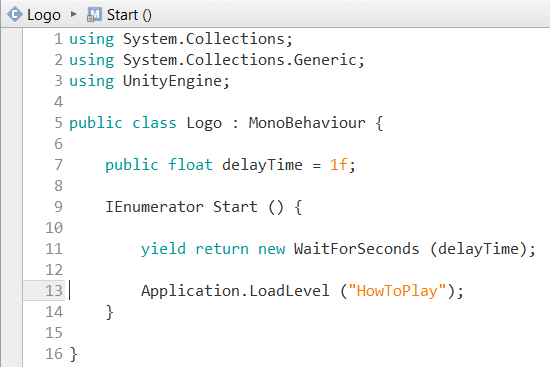 Logo ▸ Start ()
1 using System.Collections;
2 using System.Collections.Generic;
3 using UnityEngine;
4
5 public class Logo : MonoBehaviour {
6
7 public float delayTime = 1f;
8
9 IEnumerator Start () {
10
11 yield return new WaitForSeconds (delayTime);
12
13 Application.LoadLevel ("HowToPlay");
14 }
15
16 }